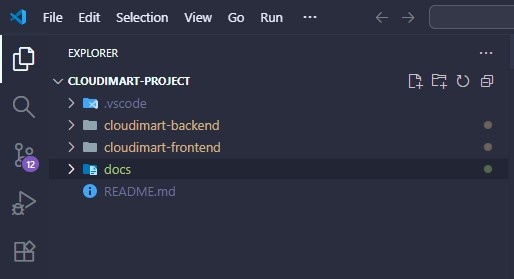 File Edit Selection View Go Run ···
EXPLORER ···
CLOUDIMART-PROJECT
.vscode
cloudimart-backend
cloudimart-frontend
12
docs
README.md